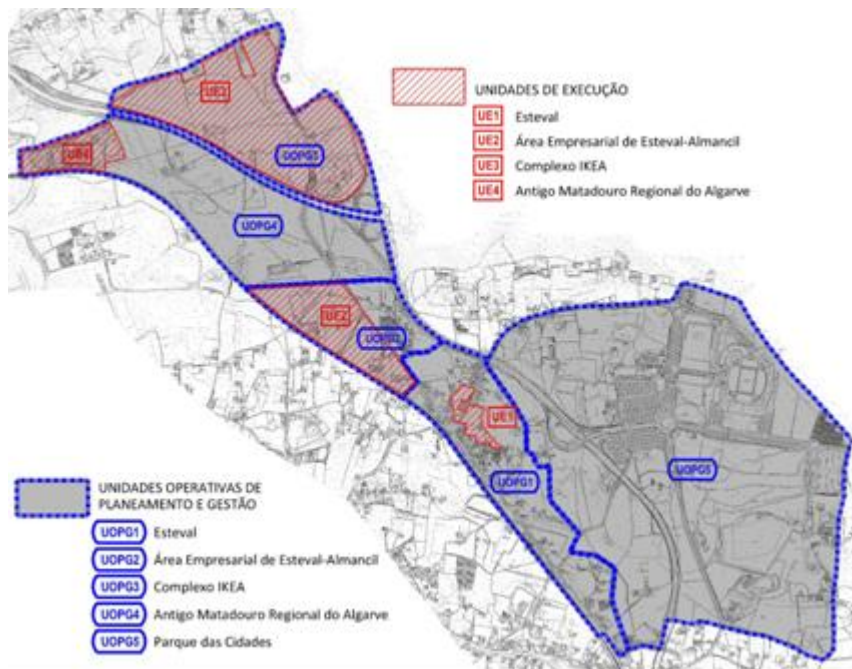 UNIDADES DE EXECUÇÃO
UE1 Esteval
UE2 Área Empresarial de Esteval-Almancil
UE3 Complexo IKEA
UE4 Antigo Matadouro Regional do Algarve
UE3
UE4
UOPG3
UOPG4
UE2
UOPG2
UE1
UOPG1
UOPG5
UNIDADES OPERATIVAS DE
PLANEAMENTO E GESTÃO
UOPG1 Esteval
UOPG2 Área Empresarial de Esteval-Almancil
UOPG3 Complexo IKEA
UOPG4 Antigo Matadouro Regional do Algarve
UOPG5 Parque das Cidades